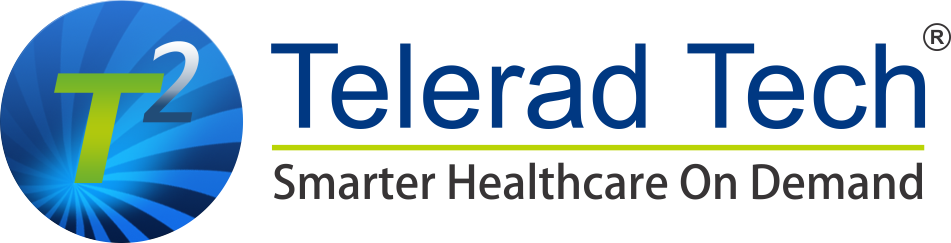 T²
Telerad Tech®
Smarter Healthcare On Demand